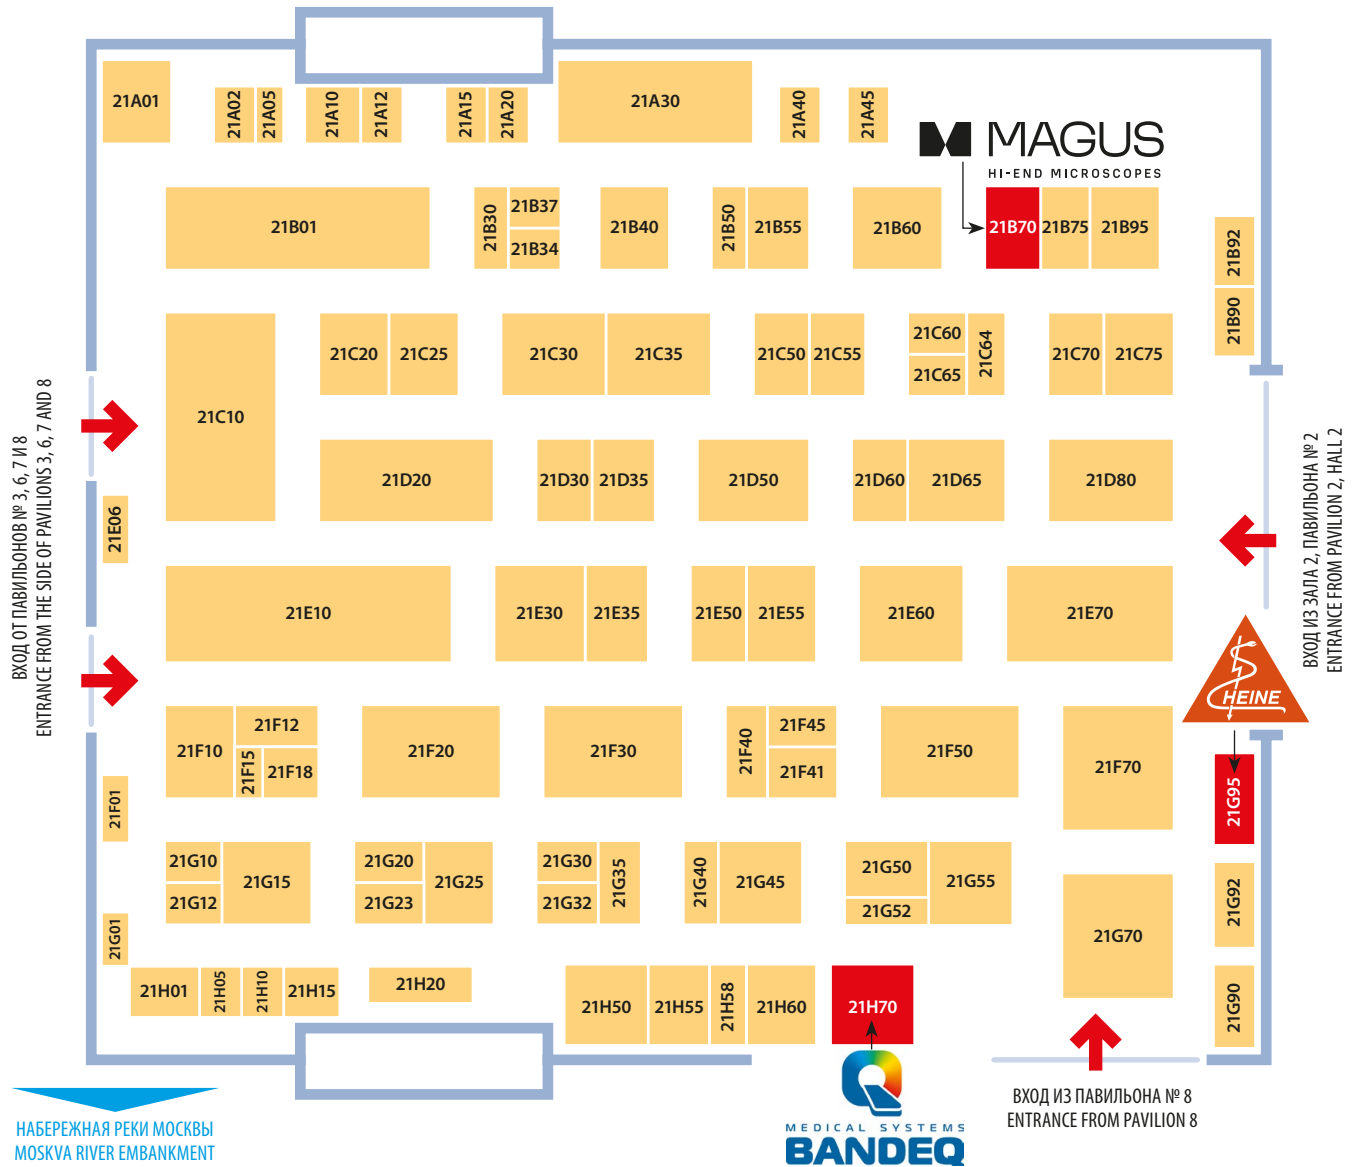 21A01
21A02
21A05
21A10
21A12
21A15
21A20
21A30
21A40
21A45
MAGUS
HI-END MICROSCOPES
21B01
21B30
21B37
21B34
21B40
21B50
21B55
21B60
21B70
21B75
21B95
21B92
21B90
21C10
21C20
21C25
21C30
21C35
21C50
21C55
21C60
21C65
21C64
21C70
21C75
ВХОД ОТ ПАВИЛЬОНОВ № 3, 6, 7 И 8
ENTRANCE FROM THE SIDE OF PAVILIONS 3, 6, 7 AND 8
21D20
21D30
21D35
21D50
21D60
21D65
21D80
ВХОД ИЗ ЗАЛА 2, ПАВИЛЬОНА № 2
ENTRANCE FROM PAVILION 2, HALL 2
21E06
21E10
21E30
21E35
21E50
21E55
21E60
21E70
HEINE
21F10
21F12
21F15
21F18
21F20
21F30
21F40
21F45
21F41
21F50
21F70
21F01
21G95
21G10
21G12
21G15
21G20
21G23
21G25
21G30
21G32
21G35
21G40
21G45
21G50
21G52
21G55
21G70
21G92
21G90
21G01
21H01
21H05
21H10
21H15
21H20
21H50
21H55
21H58
21H60
21H70
НАБЕРЕЖНАЯ РЕКИ МОСКВЫ
MOSKVA RIVER EMBANKMENT
MEDICAL SYSTEMS
BANDEQ
ВХОД ИЗ ПАВИЛЬОНА № 8
ENTRANCE FROM PAVILION 8